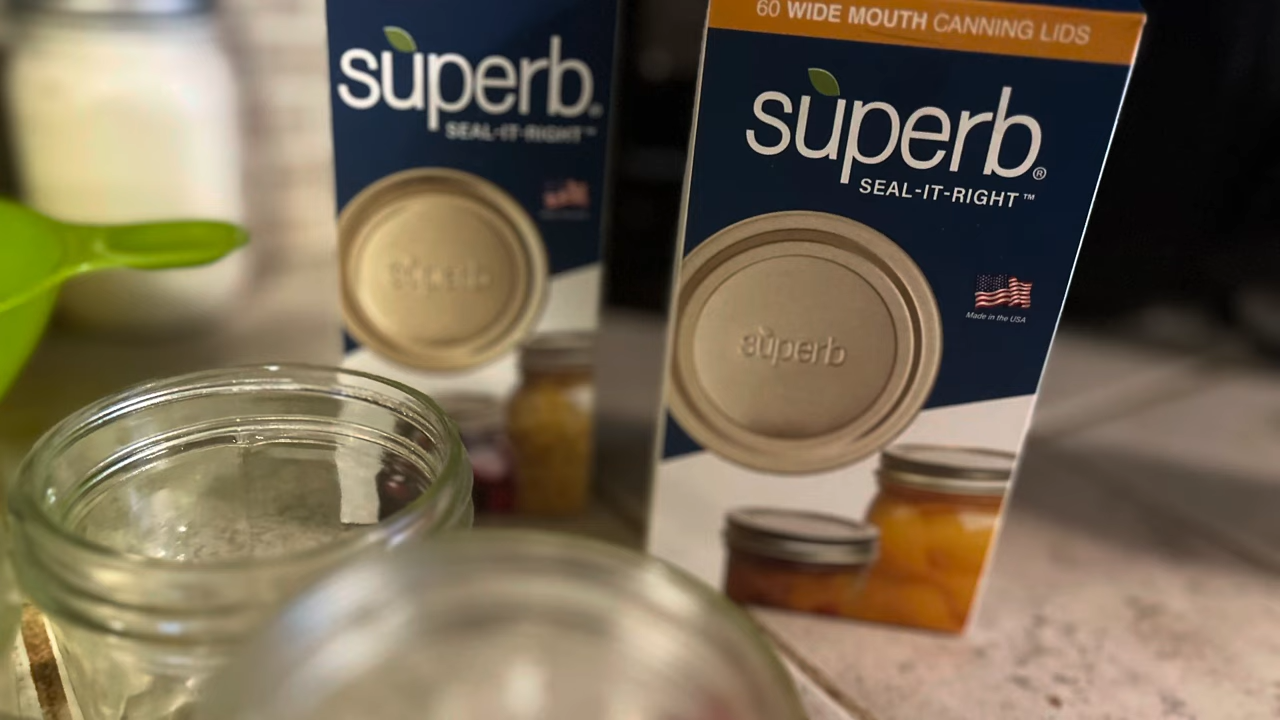 superb®
SEAL-IT-RIGHT™
superb
60 WIDE MOUTH CANNING LIDS
superb®
SEAL-IT-RIGHT™
Made in the USA
superb